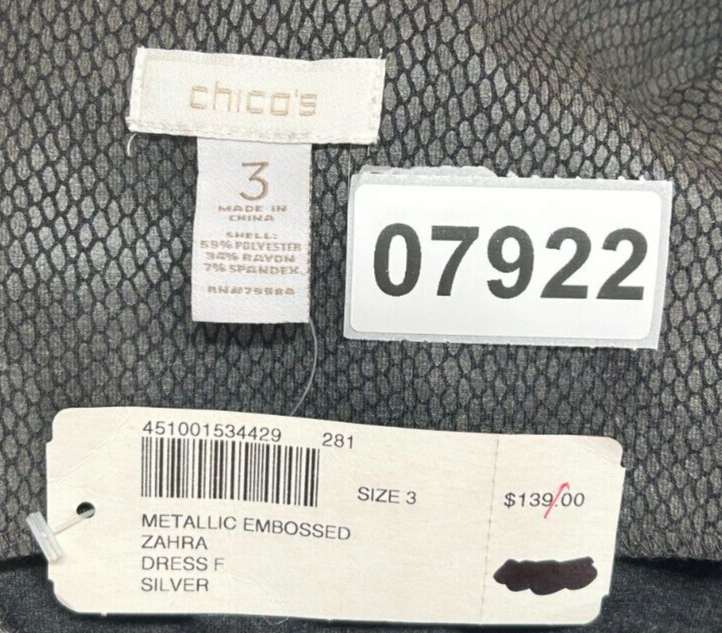 chico's
3
MADE IN
CHINA
SHELL:
59% POLYESTER
34% RAYON
7% SPANDEX
RN#79984
07922
451001534429 281
SIZE 3 $139.00
METALLIC EMBOSSED
ZAHRA
DRESS F
SILVER